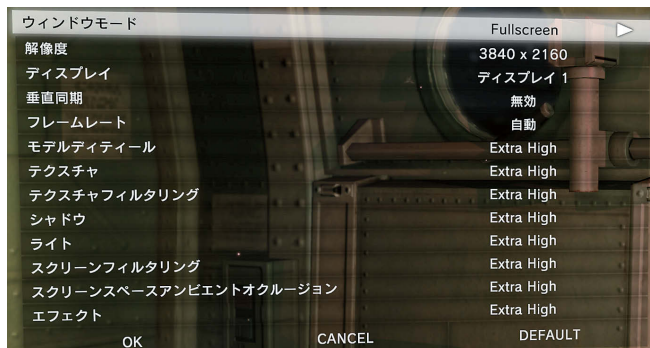 ウィンドウモード Fullscreen
解像度 3840 x 2160
ディスプレイ ディスプレイ 1
垂直同期 無効
フレームレート 自動
モデルディティール Extra High
テクスチャ Extra High
テクスチャフィルタリング Extra High
シャドウ Extra High
ライト Extra High
スクリーンフィルタリング Extra High
スクリーンスペースアンビエントオクルージョン Extra High
エフェクト Extra High
OK CANCEL DEFAULT